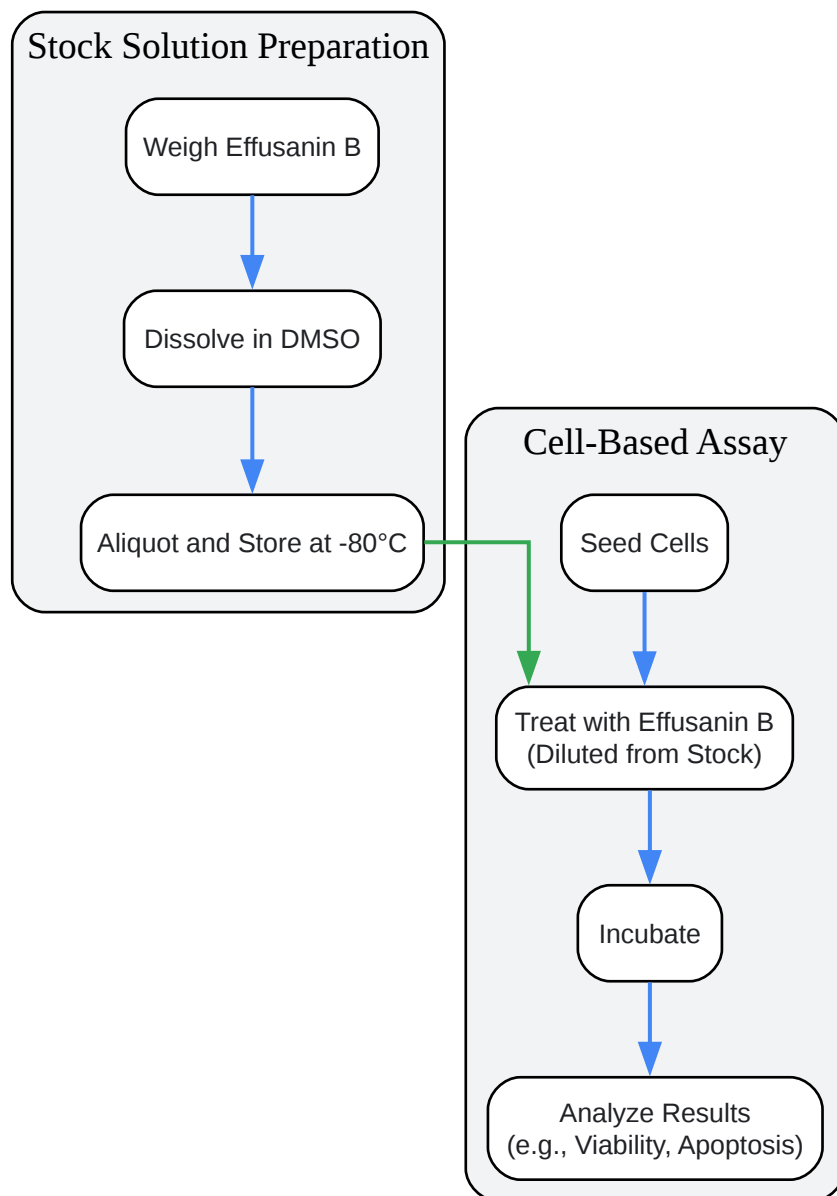 Stock Solution Preparation
Weigh Effusanin B
Dissolve in DMSO
Aliquot and Store at -80°C
Cell-Based Assay
Seed Cells
Treat with Effusanin B
(Diluted from Stock)
Incubate
Analyze Results
(e.g., Viability, Apoptosis)